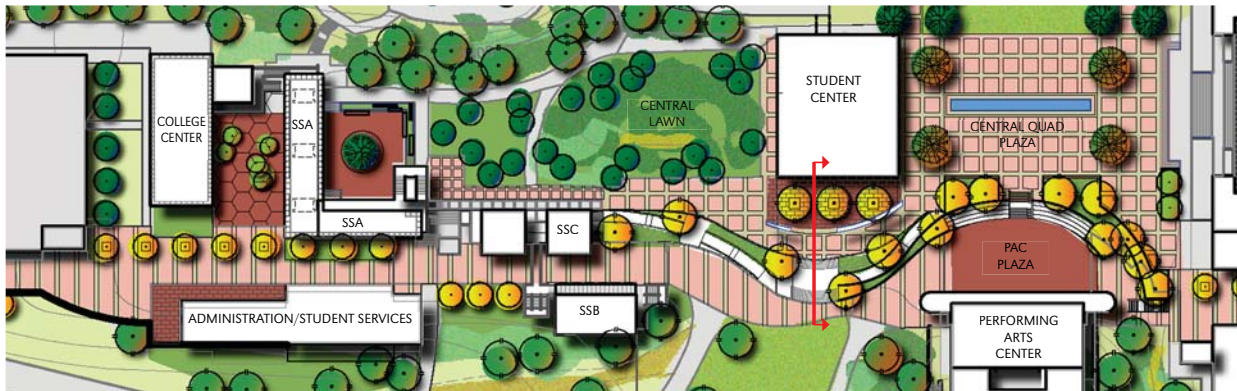 COLLEGE
CENTER
SSA
SSA
ADMINISTRATION/STUDENT SERVICES
SSC
SSB
CENTRAL
LAWN
STUDENT
CENTER
CENTRAL QUAD
PLAZA
PAC
PLAZA
PERFORMING
ARTS
CENTER